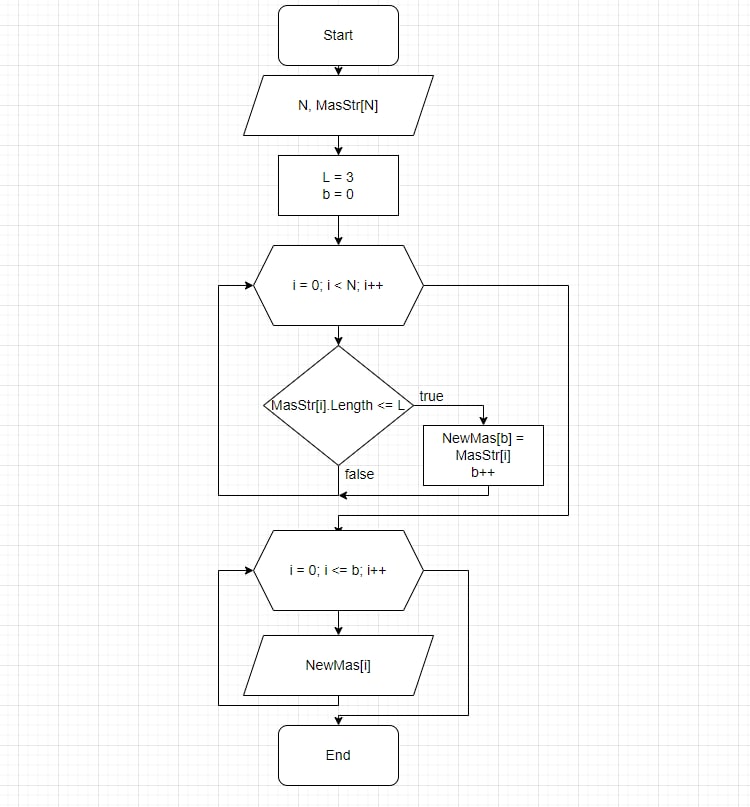 Start
N, MasStr[N]
L = 3
b = 0
i = 0; i < N; i++
MasStr[i].Length <= L
true
NewMas[b] =
MasStr[i]
b++
false
i = 0; i <= b; i++
NewMas[i]
End